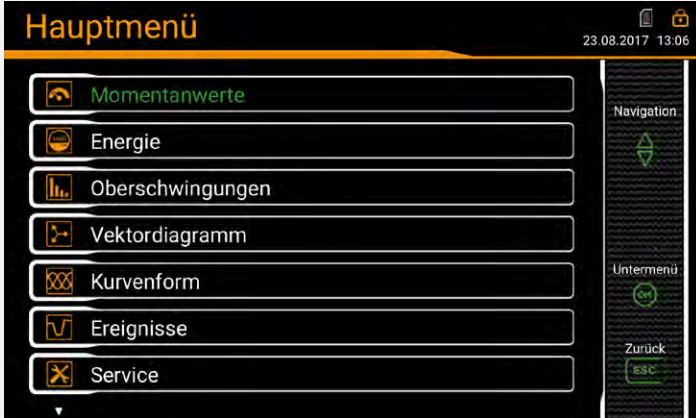 Hauptmenü
23.08.2017 13:06
Momentanwerte
Energie
Oberschwingungen
Vektordiagramm
Kurvenform
Ereignisse
Service
Navigation
Untermenü
OK
Zurück
ESC